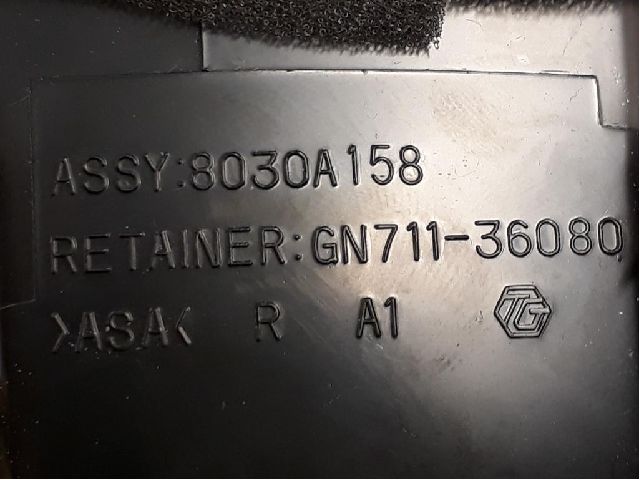 ASSY:8030A158
RETAINER:GN711-36080
>ASA< R A1 TG